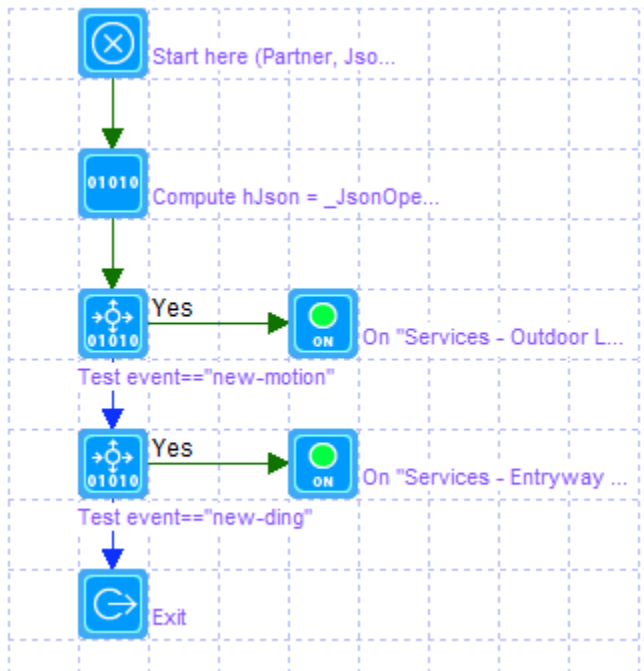 Start here (Partner, Jso...
01010
Compute hJson = _JsonOpe...
Yes
01010
ON
On "Services - Outdoor L...
Test event=="new-motion"
Yes
01010
ON
On "Services - Entryway ...
Test event=="new-ding"
Exit